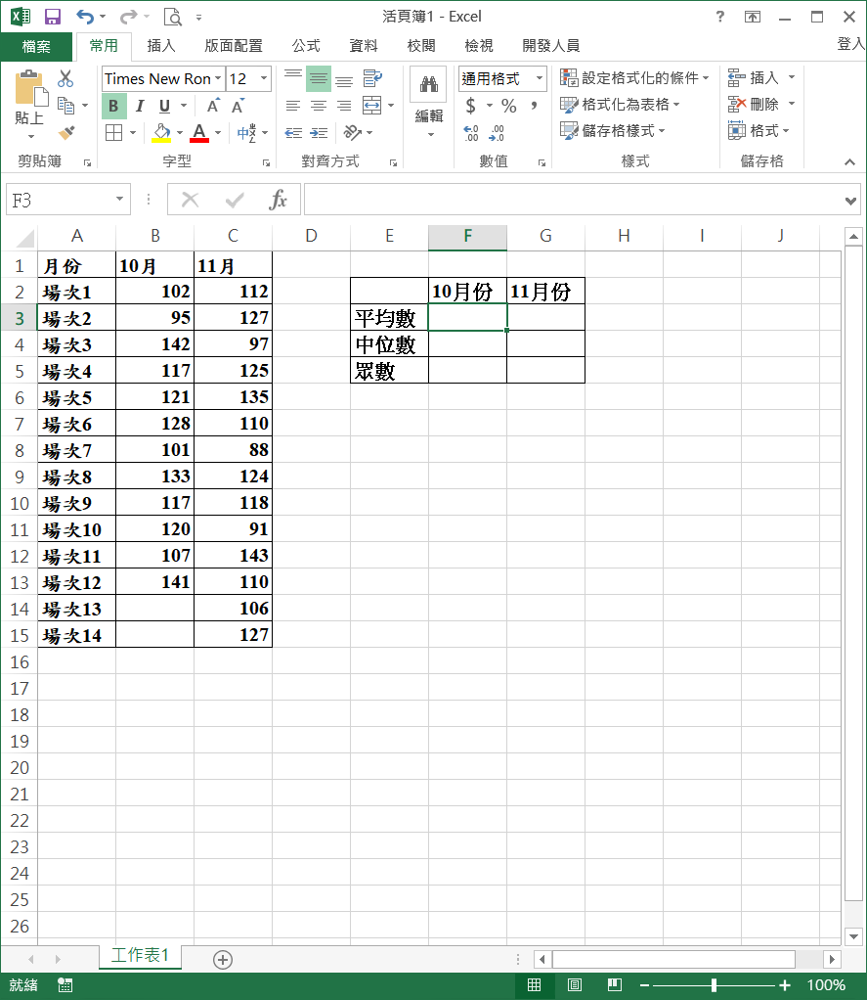 活頁簿1 - Excel
?
檔案 常用 插入 版面配置 公式 資料 校閱 檢視 開發人員 登入
貼上
剪貼簿
Times New Ron 12
B I U A A
A 中
字型
對齊方式
編輯
通用格式
$ % ,
.00 .00
.0
數值
設定格式化的條件
格式化為表格
儲存格樣式
樣式
插入
刪除
格式
儲存格
F3 fx
A B C D E F G H I J
1 月份 10月 11月
2 場次1 102 112 10月份 11月份
3 場次2 95 127 平均數
4 場次3 142 97 中位數
5 場次4 117 125 眾數
6 場次5 121 135
7 場次6 128 110
8 場次7 101 88
9 場次8 133 124
10 場次9 117 118
11 場次10 120 91
12 場次11 107 143
13 場次12 141 110
14 場次13 106
15 場次14 127
16
17
18
19
20
21
22
23
24
25
26
工作表1
就緒 100%